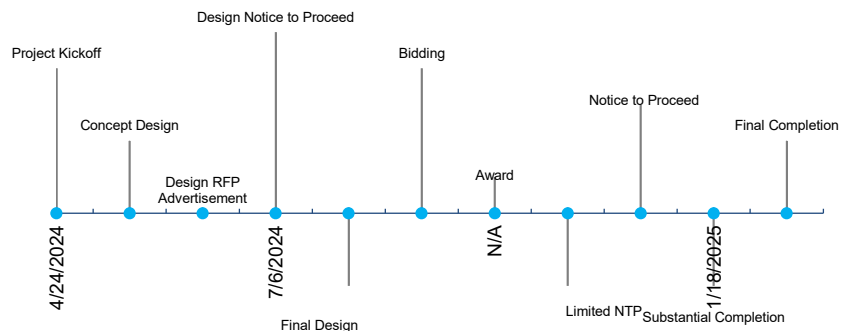 Design Notice to Proceed
Project Kickoff
Bidding
Notice to Proceed
Concept Design
Final Completion
Award
Design RFP
Advertisement
4/24/2024
7/6/2024
N/A
1/18/2025
Limited NTP
Substantial Completion
Final Design